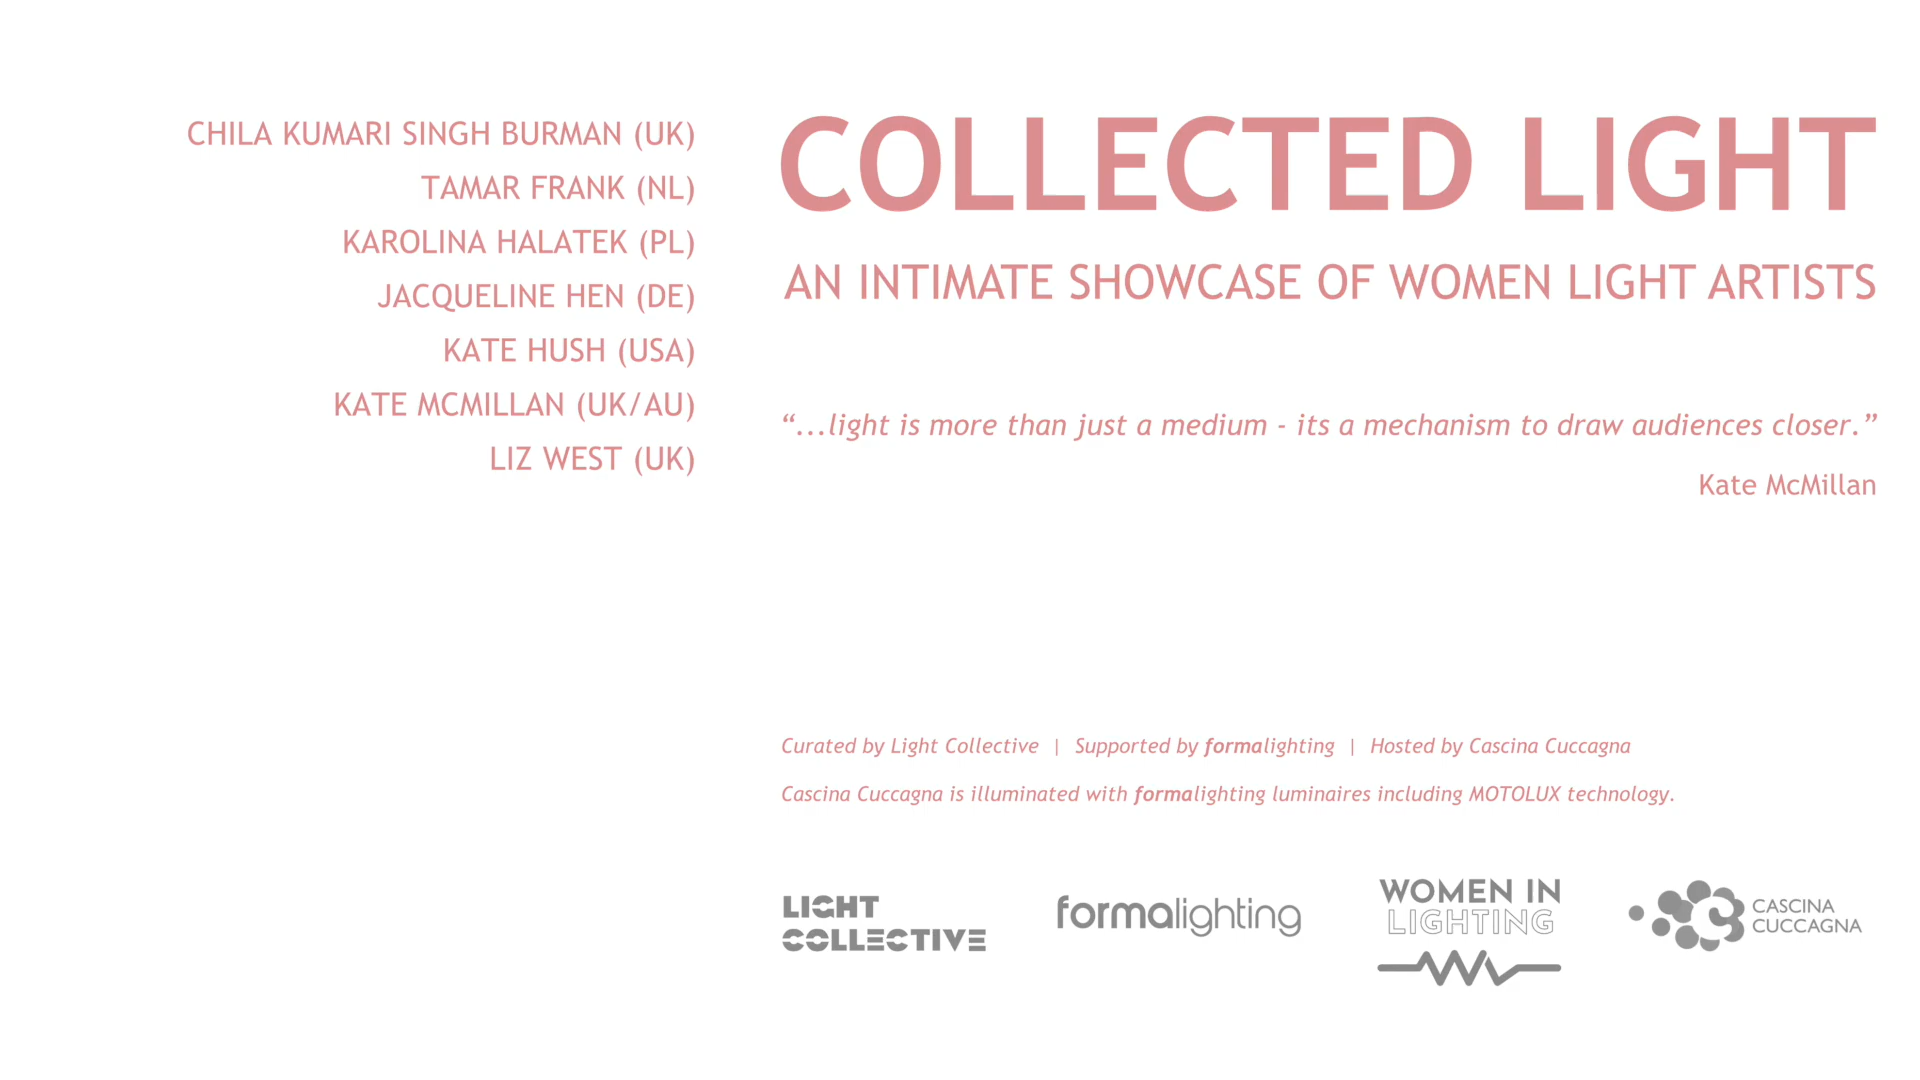 CHILA KUMARI SINGH BURMAN (UK)
TAMAR FRANK (NL)
KAROLINA HALATEK (PL)
JACQUELINE HEN (DE)
KATE HUSH (USA)
KATE MCMILLAN (UK/AU)
LIZ WEST (UK)
COLLECTED LIGHT
AN INTIMATE SHOWCASE OF WOMEN LIGHT ARTISTS
“...light is more than just a medium - its a mechanism to draw audiences closer.”
Kate McMillan
Curated by Light Collective | Supported by formalighting | Hosted by Cascina Cuccagna
Cascina Cuccagna is illuminated with formalighting luminaires including MOTOLUX technology.
LIGHT
COLLECTIVE
formalighting
WOMEN IN
LIGHTING
CASCINA
CUCCAGNA